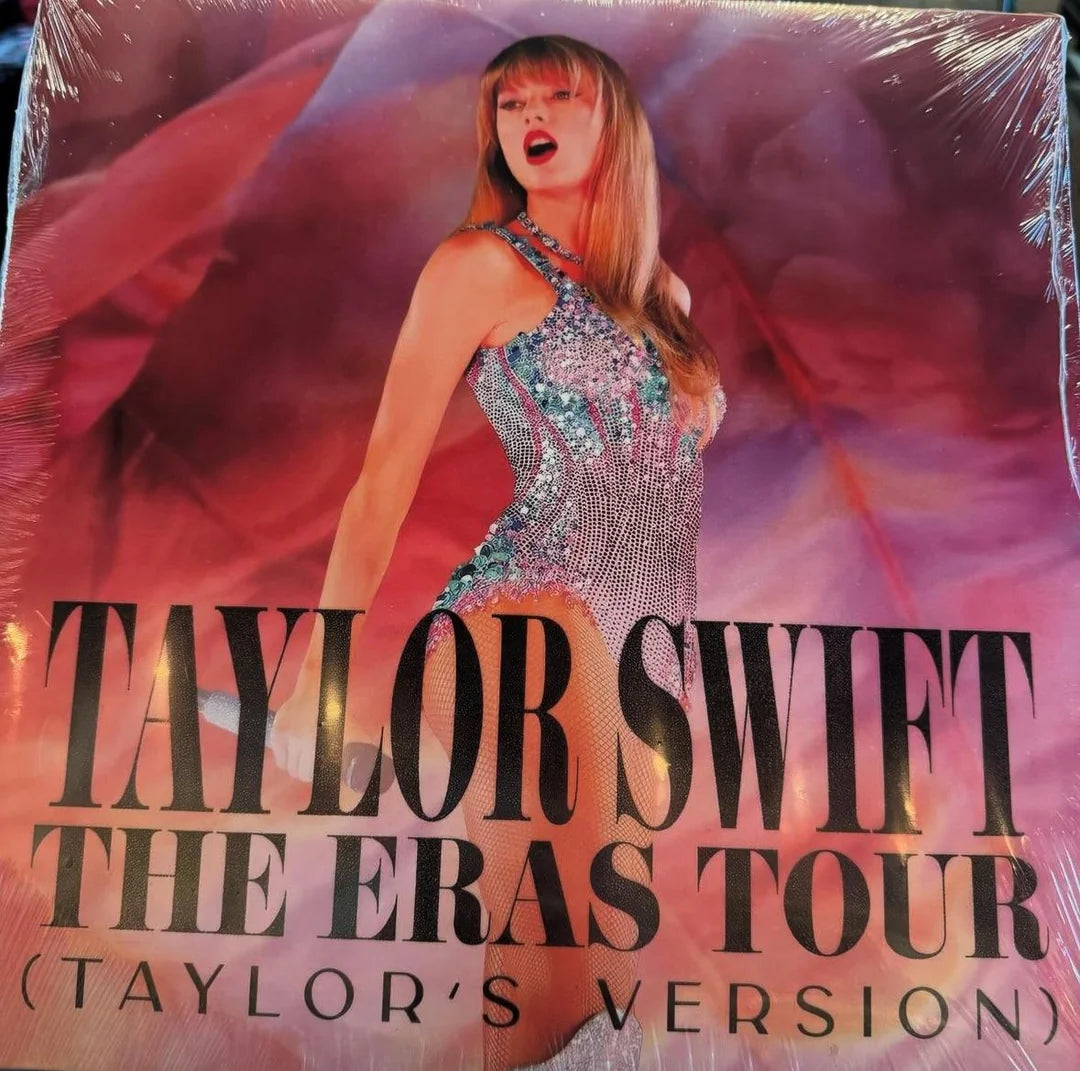 TAYLOR SWIFT
THE ERAS TOUR
(TAYLOR'S VERSION)